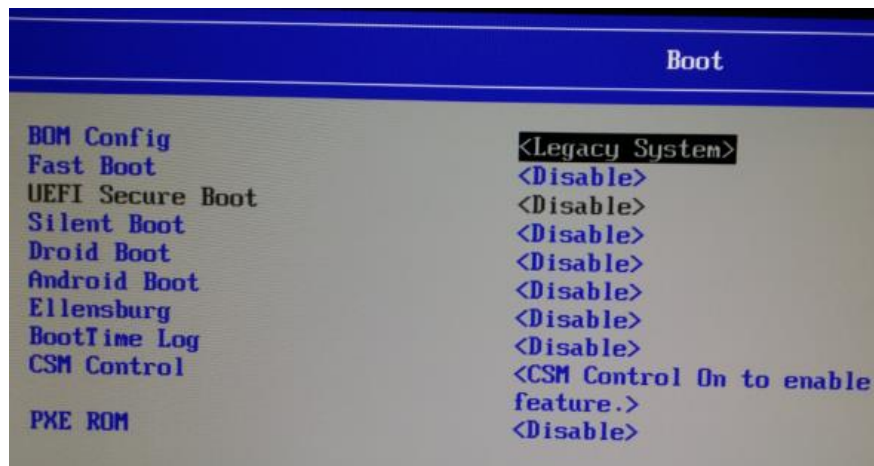 Boot
BOM Config <Legacy System>
Fast Boot <Disable>
UEFI Secure Boot <Disable>
Silent Boot <Disable>
Droid Boot <Disable>
Android Boot <Disable>
Ellensburg <Disable>
BootTime Log <Disable>
CSM Control <CSM Control On to enable
feature.>
PXE ROM <Disable>